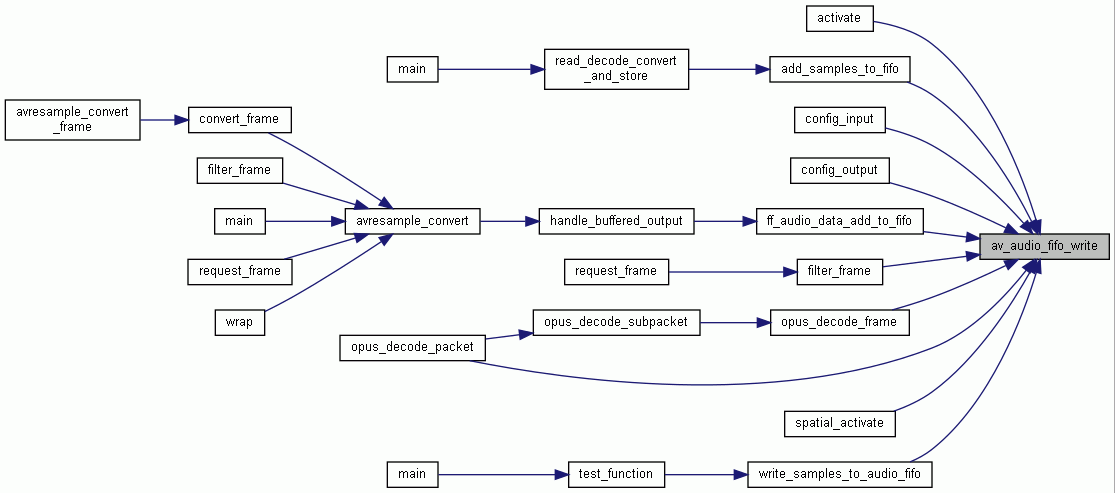 activate
main
read_decode_convert
_and_store
add_samples_to_fifo
avresample_convert
_frame
convert_frame
config_input
filter_frame
config_output
main
avresample_convert
handle_buffered_output
ff_audio_data_add_to_fifo
av_audio_fifo_write
request_frame
request_frame
filter_frame
wrap
opus_decode_subpacket
opus_decode_frame
opus_decode_packet
spatial_activate
main
test_function
write_samples_to_audio_fifo